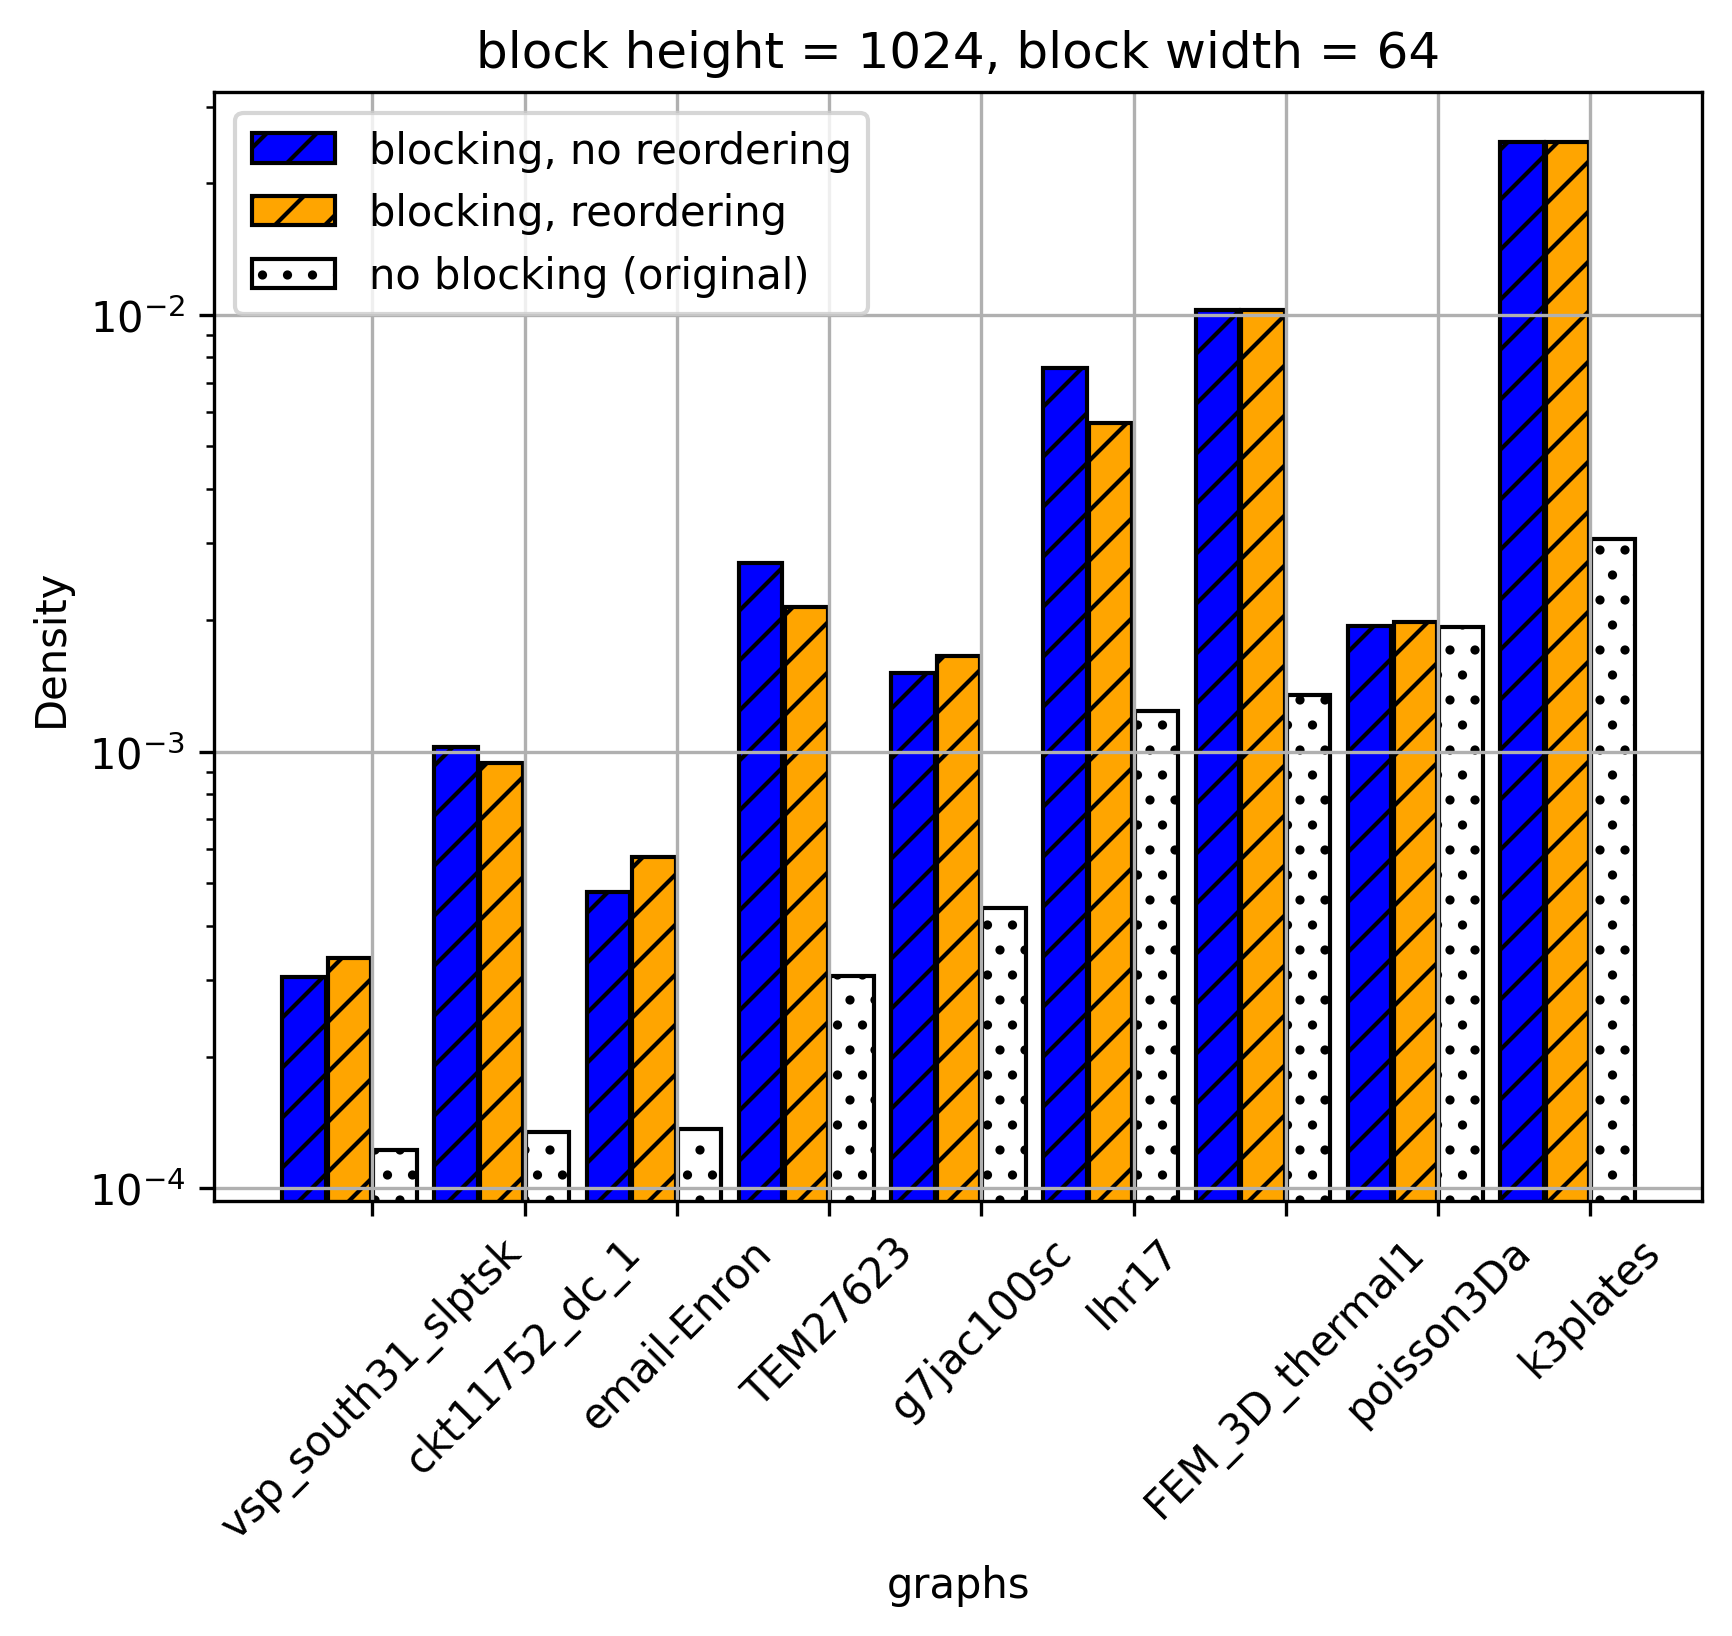 block height = 1024, block width = 64
blocking, no reordering
blocking, reordering
no blocking (original)
Density
10⁻²
10⁻³
10⁻⁴
vsp_south31_slptsk
ckt11752_dc_1
email-Enron
TEM27623
g7jac100sc
lhr17
FEM_3D_thermal1
poisson3Da
k3plates
graphs